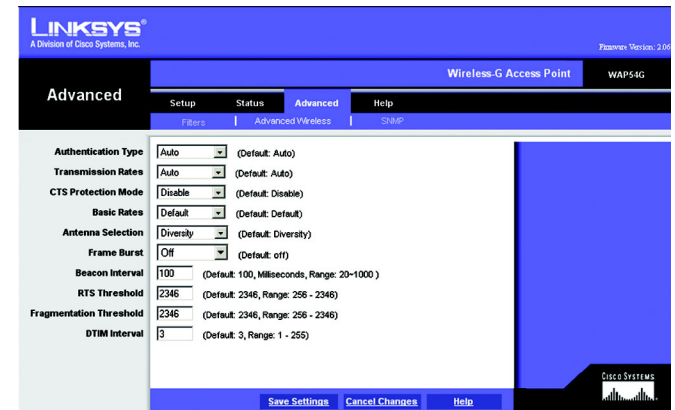 LINKSYS®
A Division of Cisco Systems, Inc.
Firmware Version: 2.06
Wireless-G Access Point WAP54G
Advanced
Setup Status Advanced Help
Filters | Advanced Wireless | SNMP
Authentication Type Auto (Default: Auto)
Transmission Rates Auto (Default: Auto)
CTS Protection Mode Disable (Default: Disable)
Basic Rates Default (Default: Default)
Antenna Selection Diversity (Default: Diversity)
Frame Burst Off (Default: off)
Beacon Interval 100 (Default: 100, Miliseconds, Range: 20~1000 )
RTS Threshold 2346 (Default: 2346, Range: 256 - 2346)
Fragmentation Threshold 2346 (Default: 2346, Range: 256 - 2346)
DTIM Interval 3 (Default: 3, Range: 1 - 255)
CISCO SYSTEMS
Save Settings Cancel Changes Help